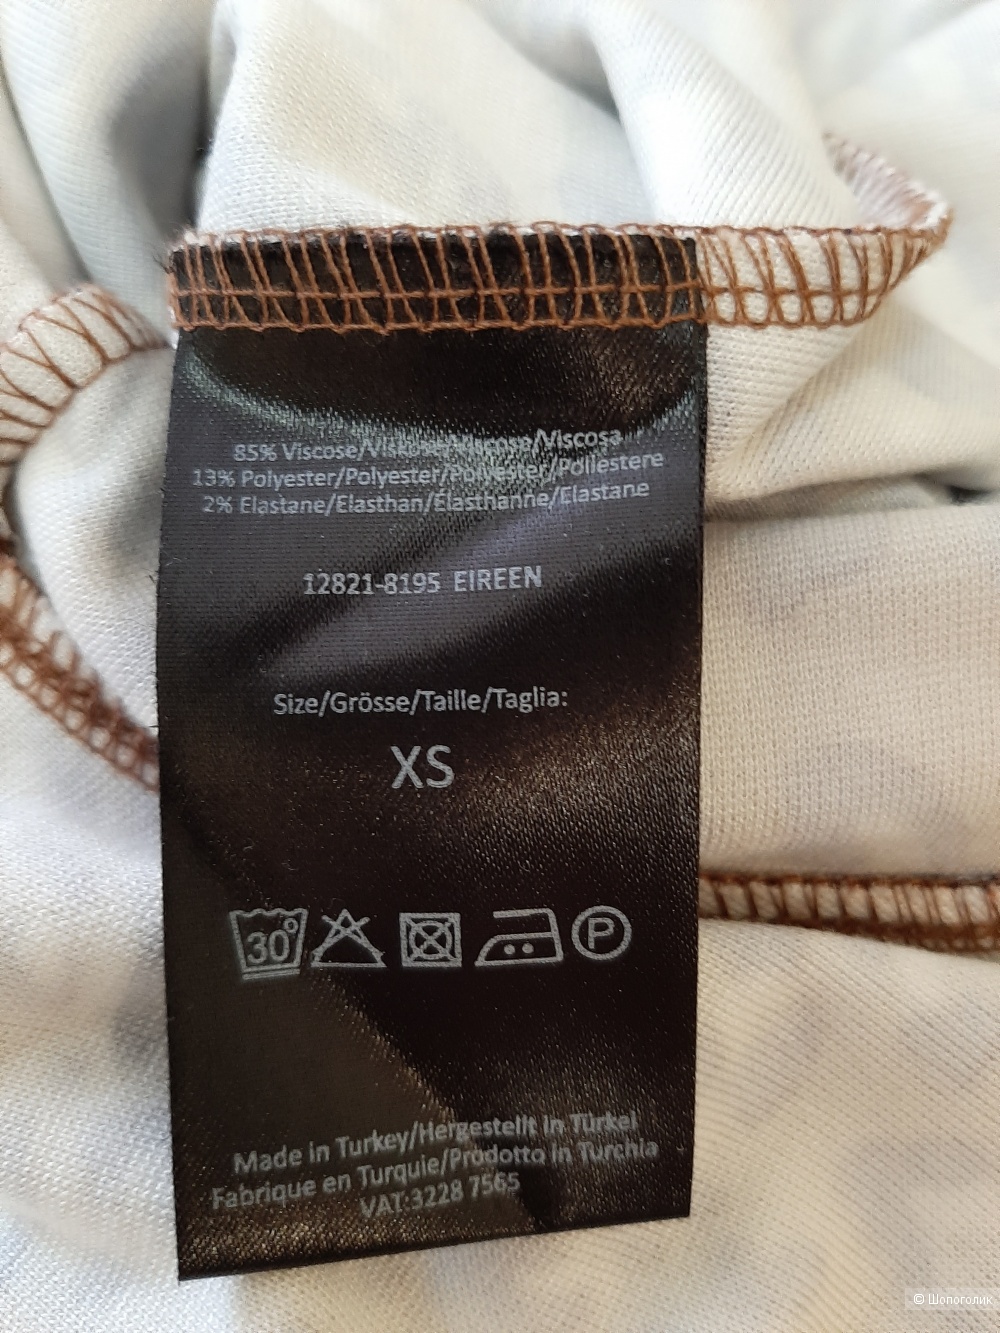 85% Viscose/Viskose/Viscose/Viscosa
13% Polyester/Polyester/Polyester/Poliestere
2% Elastane/Elasthan/Élasthanne/Elastane
12821-8195 EIREEN
Size/Grösse/Taille/Taglia:
XS
30°
P
Made in Turkey/Hergestellt in Türkei
Fabrique en Turquie/Prodotto in Turchia
VAT:3228 7565
© Шопоголик